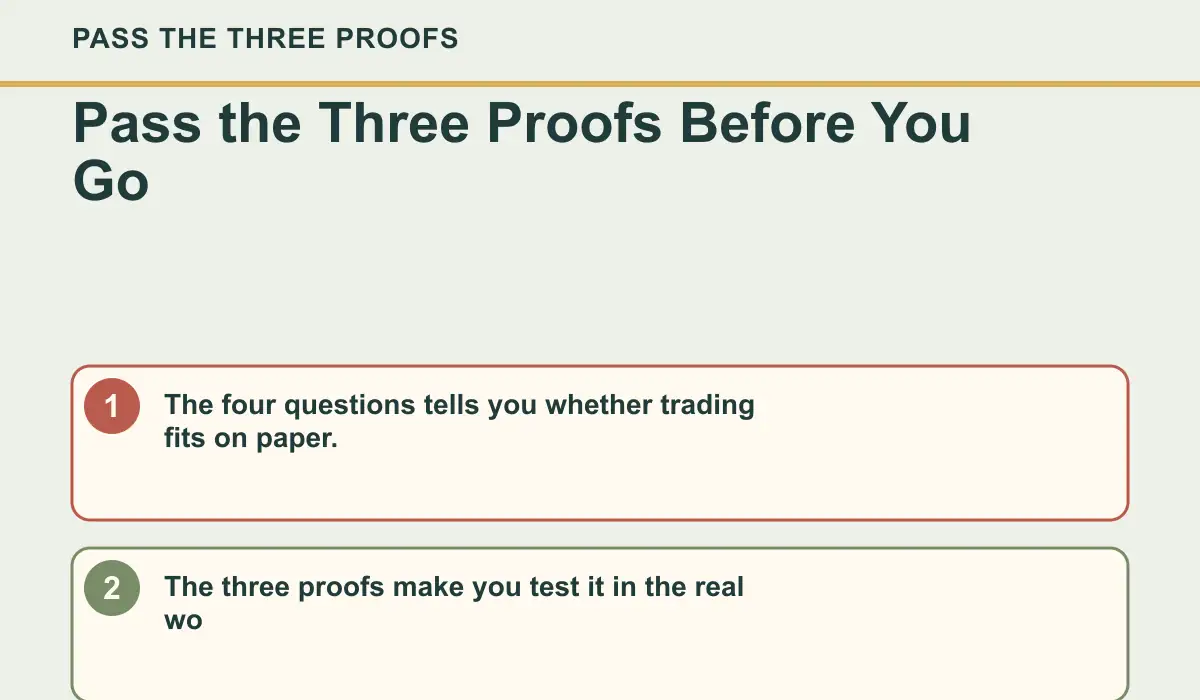 PASS THE THREE PROOFS
Pass the Three Proofs Before You
Go
1
The four questions tells you whether trading
fits on paper.
2
The three proofs make you test it in the real
wo